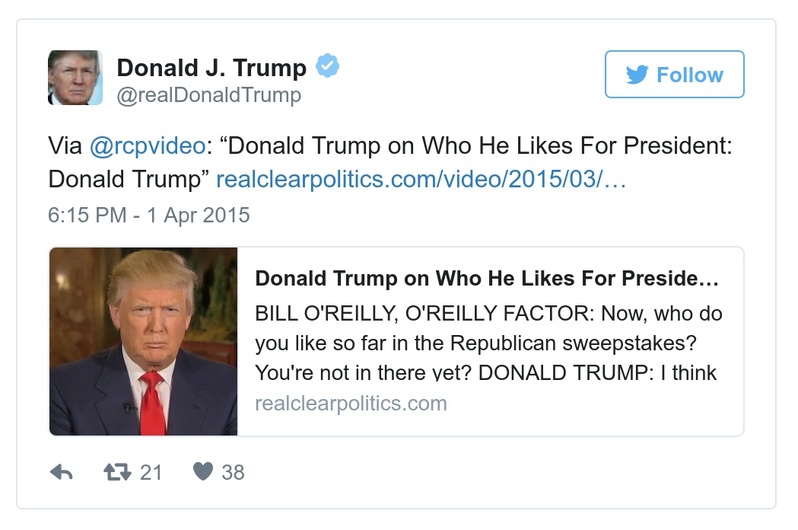 Donald J. Trump
@realDonaldTrump
Follow
Via @rcpvideo: “Donald Trump on Who He Likes For President:
Donald Trump” realclearpolitics.com/video/2015/03/…
6:15 PM - 1 Apr 2015
Donald Trump on Who He Likes For Preside…
BILL O'REILLY, O'REILLY FACTOR: Now, who do
you like so far in the Republican sweepstakes?
You're not in there yet? DONALD TRUMP: I think
realclearpolitics.com
21
38